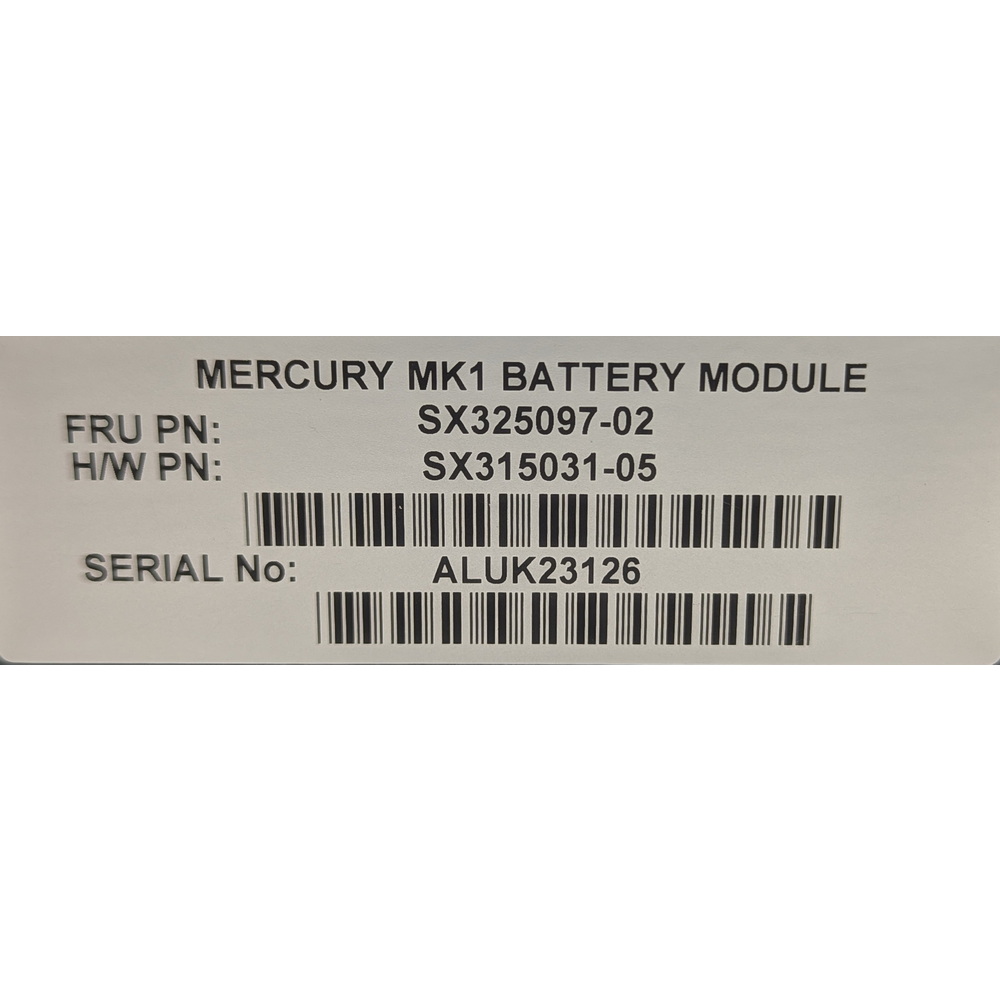 MERCURY MK1 BATTERY MODULE
FRU PN: SX325097-02
H/W PN: SX315031-05
SERIAL No: ALUK23126